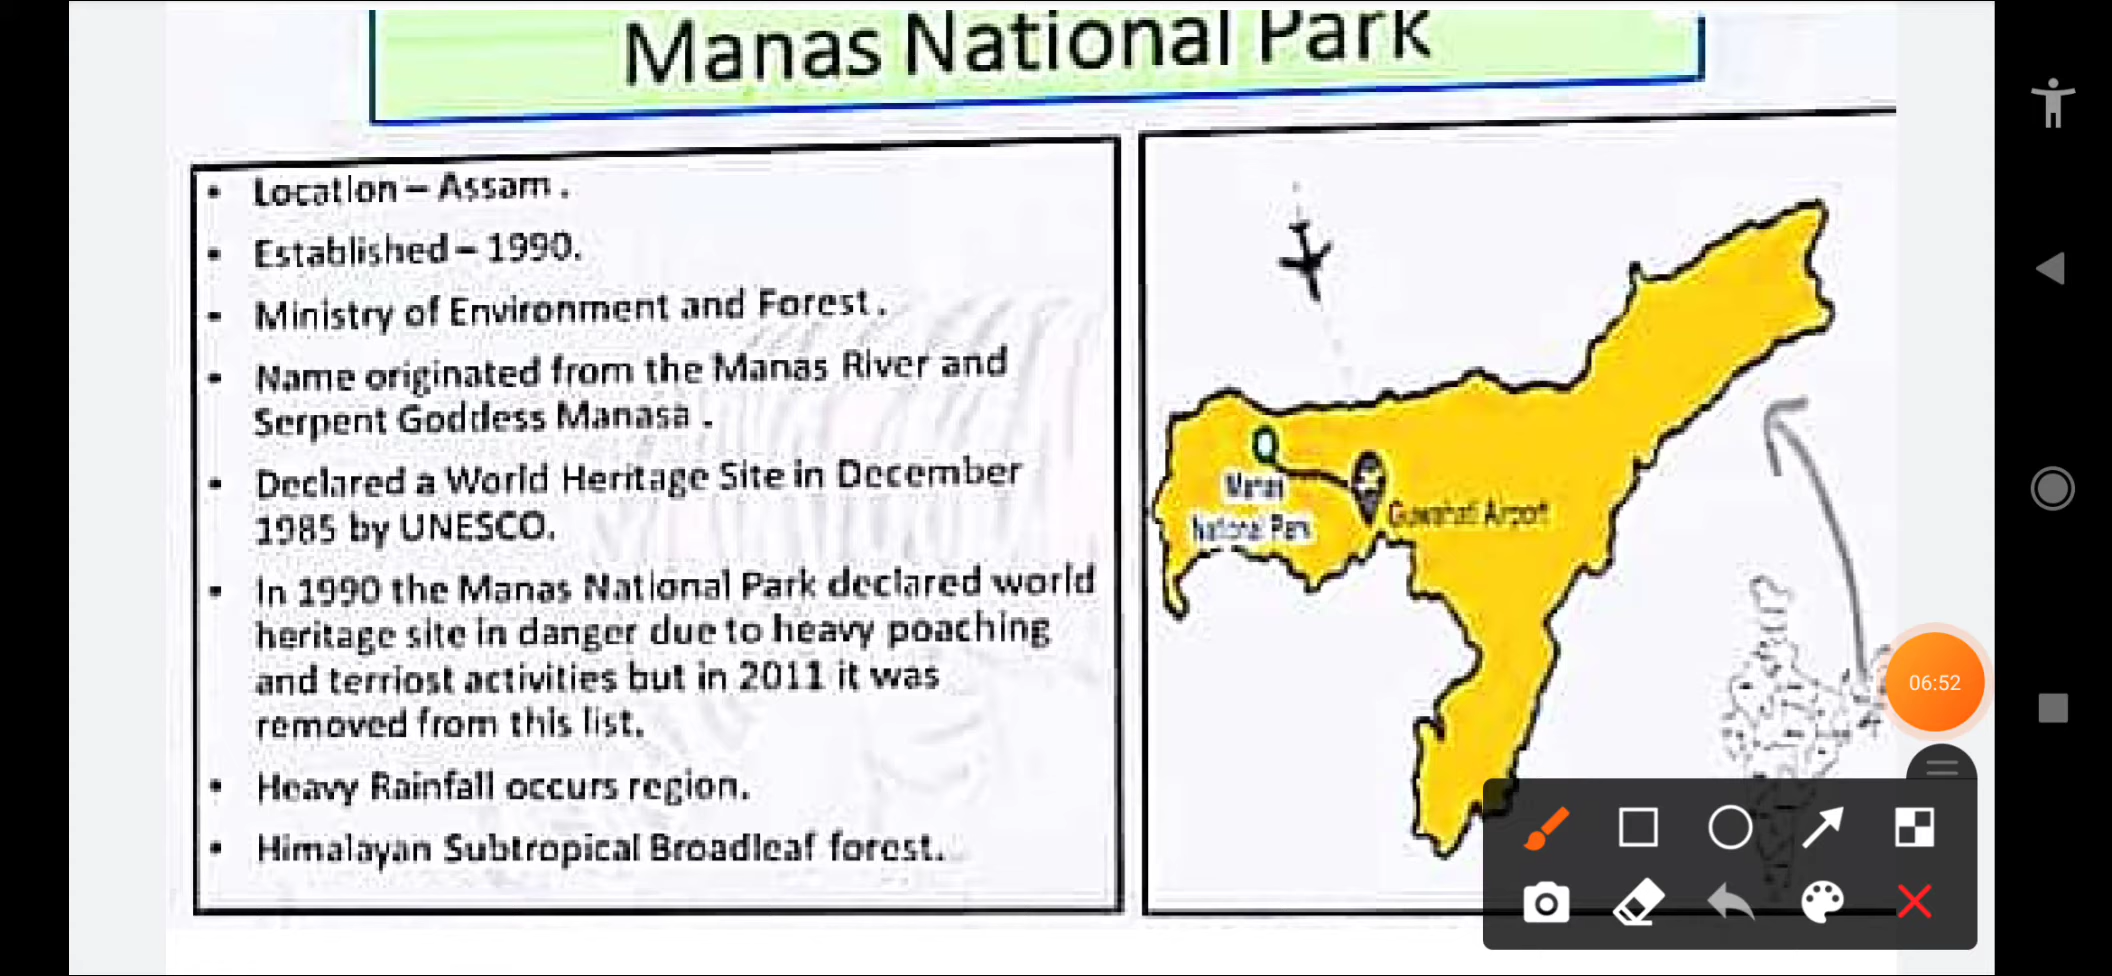 Manas National Park
• Location – Assam .
• Established – 1990.
• Ministry of Environment and Forest .
• Name originated from the Manas River and
Serpent Goddess Manasa .
• Declared a World Heritage Site in December
1985 by UNESCO.
• In 1990 the Manas National Park declared world
heritage site in danger due to heavy poaching
and terriost activities but in 2011 it was
removed from this list.
• Heavy Rainfall occurs region.
• Himalayan Subtropical Broadleaf forest.
Manas
National Park
Guwahati Airport
06:52